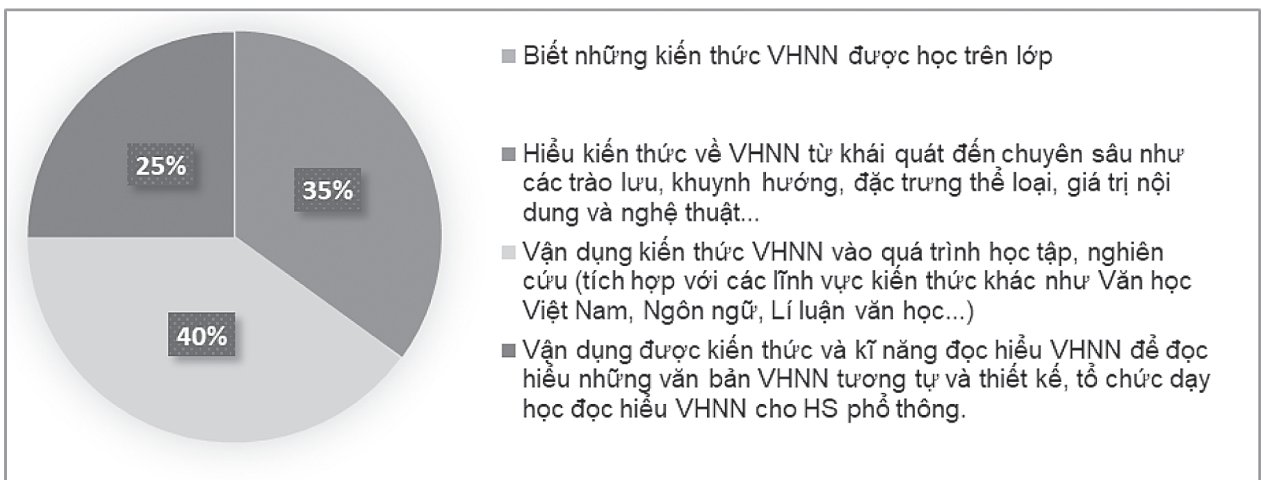 25%
35%
40%
Biết những kiến thức VHNN được học trên lớp
Hiểu kiến thức về VHNN từ khái quát đến chuyên sâu như
các trào lưu, khuynh hướng, đặc trưng thể loại, giá trị nội
dung và nghệ thuật...
Vận dụng kiến thức VHNN vào quá trình học tập, nghiên
cứu (tích hợp với các lĩnh vực kiến thức khác như Văn học
Việt Nam, Ngôn ngữ, Lí luận văn học...)
Vận dụng được kiến thức và kĩ năng đọc hiểu VHNN để đọc
hiểu những văn bản VHNN tương tự và thiết kế, tổ chức dạy
học đọc hiểu VHNN cho HS phổ thông.